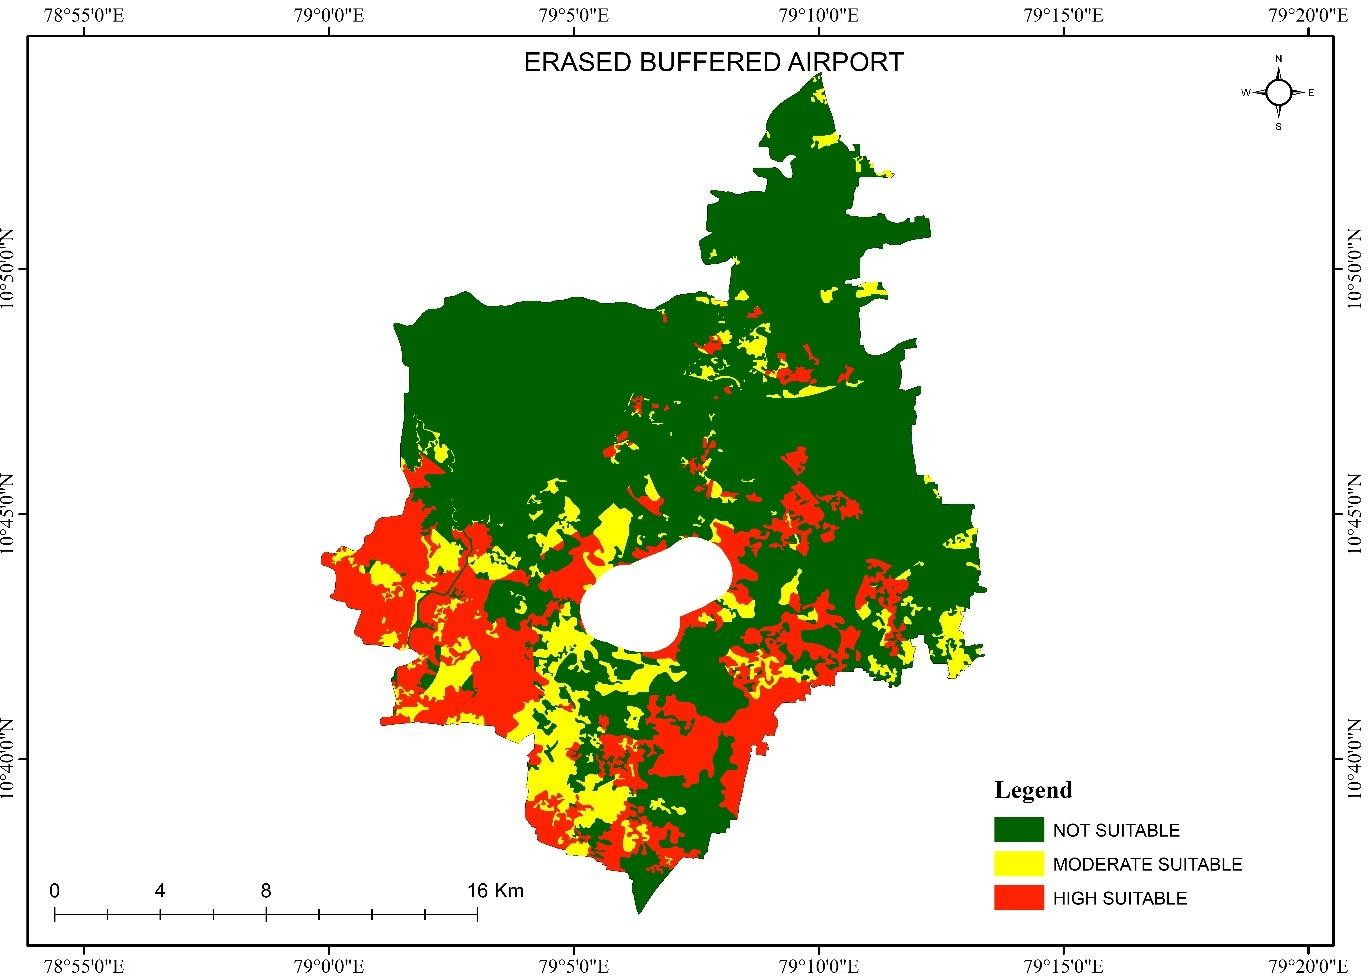 78°55'0"E 79°0'0"E 79°5'0"E 79°10'0"E 79°15'0"E 79°20'0"E
ERASED BUFFERED AIRPORT
N
W E
S
10°50'0"N 10°50'0"N
10°45'0"N 10°45'0"N
10°40'0"N 10°40'0"N
Legend
NOT SUITABLE
MODERATE SUITABLE
HIGH SUITABLE
0 4 8 16 Km
78°55'0"E 79°0'0"E 79°5'0"E 79°10'0"E 79°15'0"E 79°20'0"E